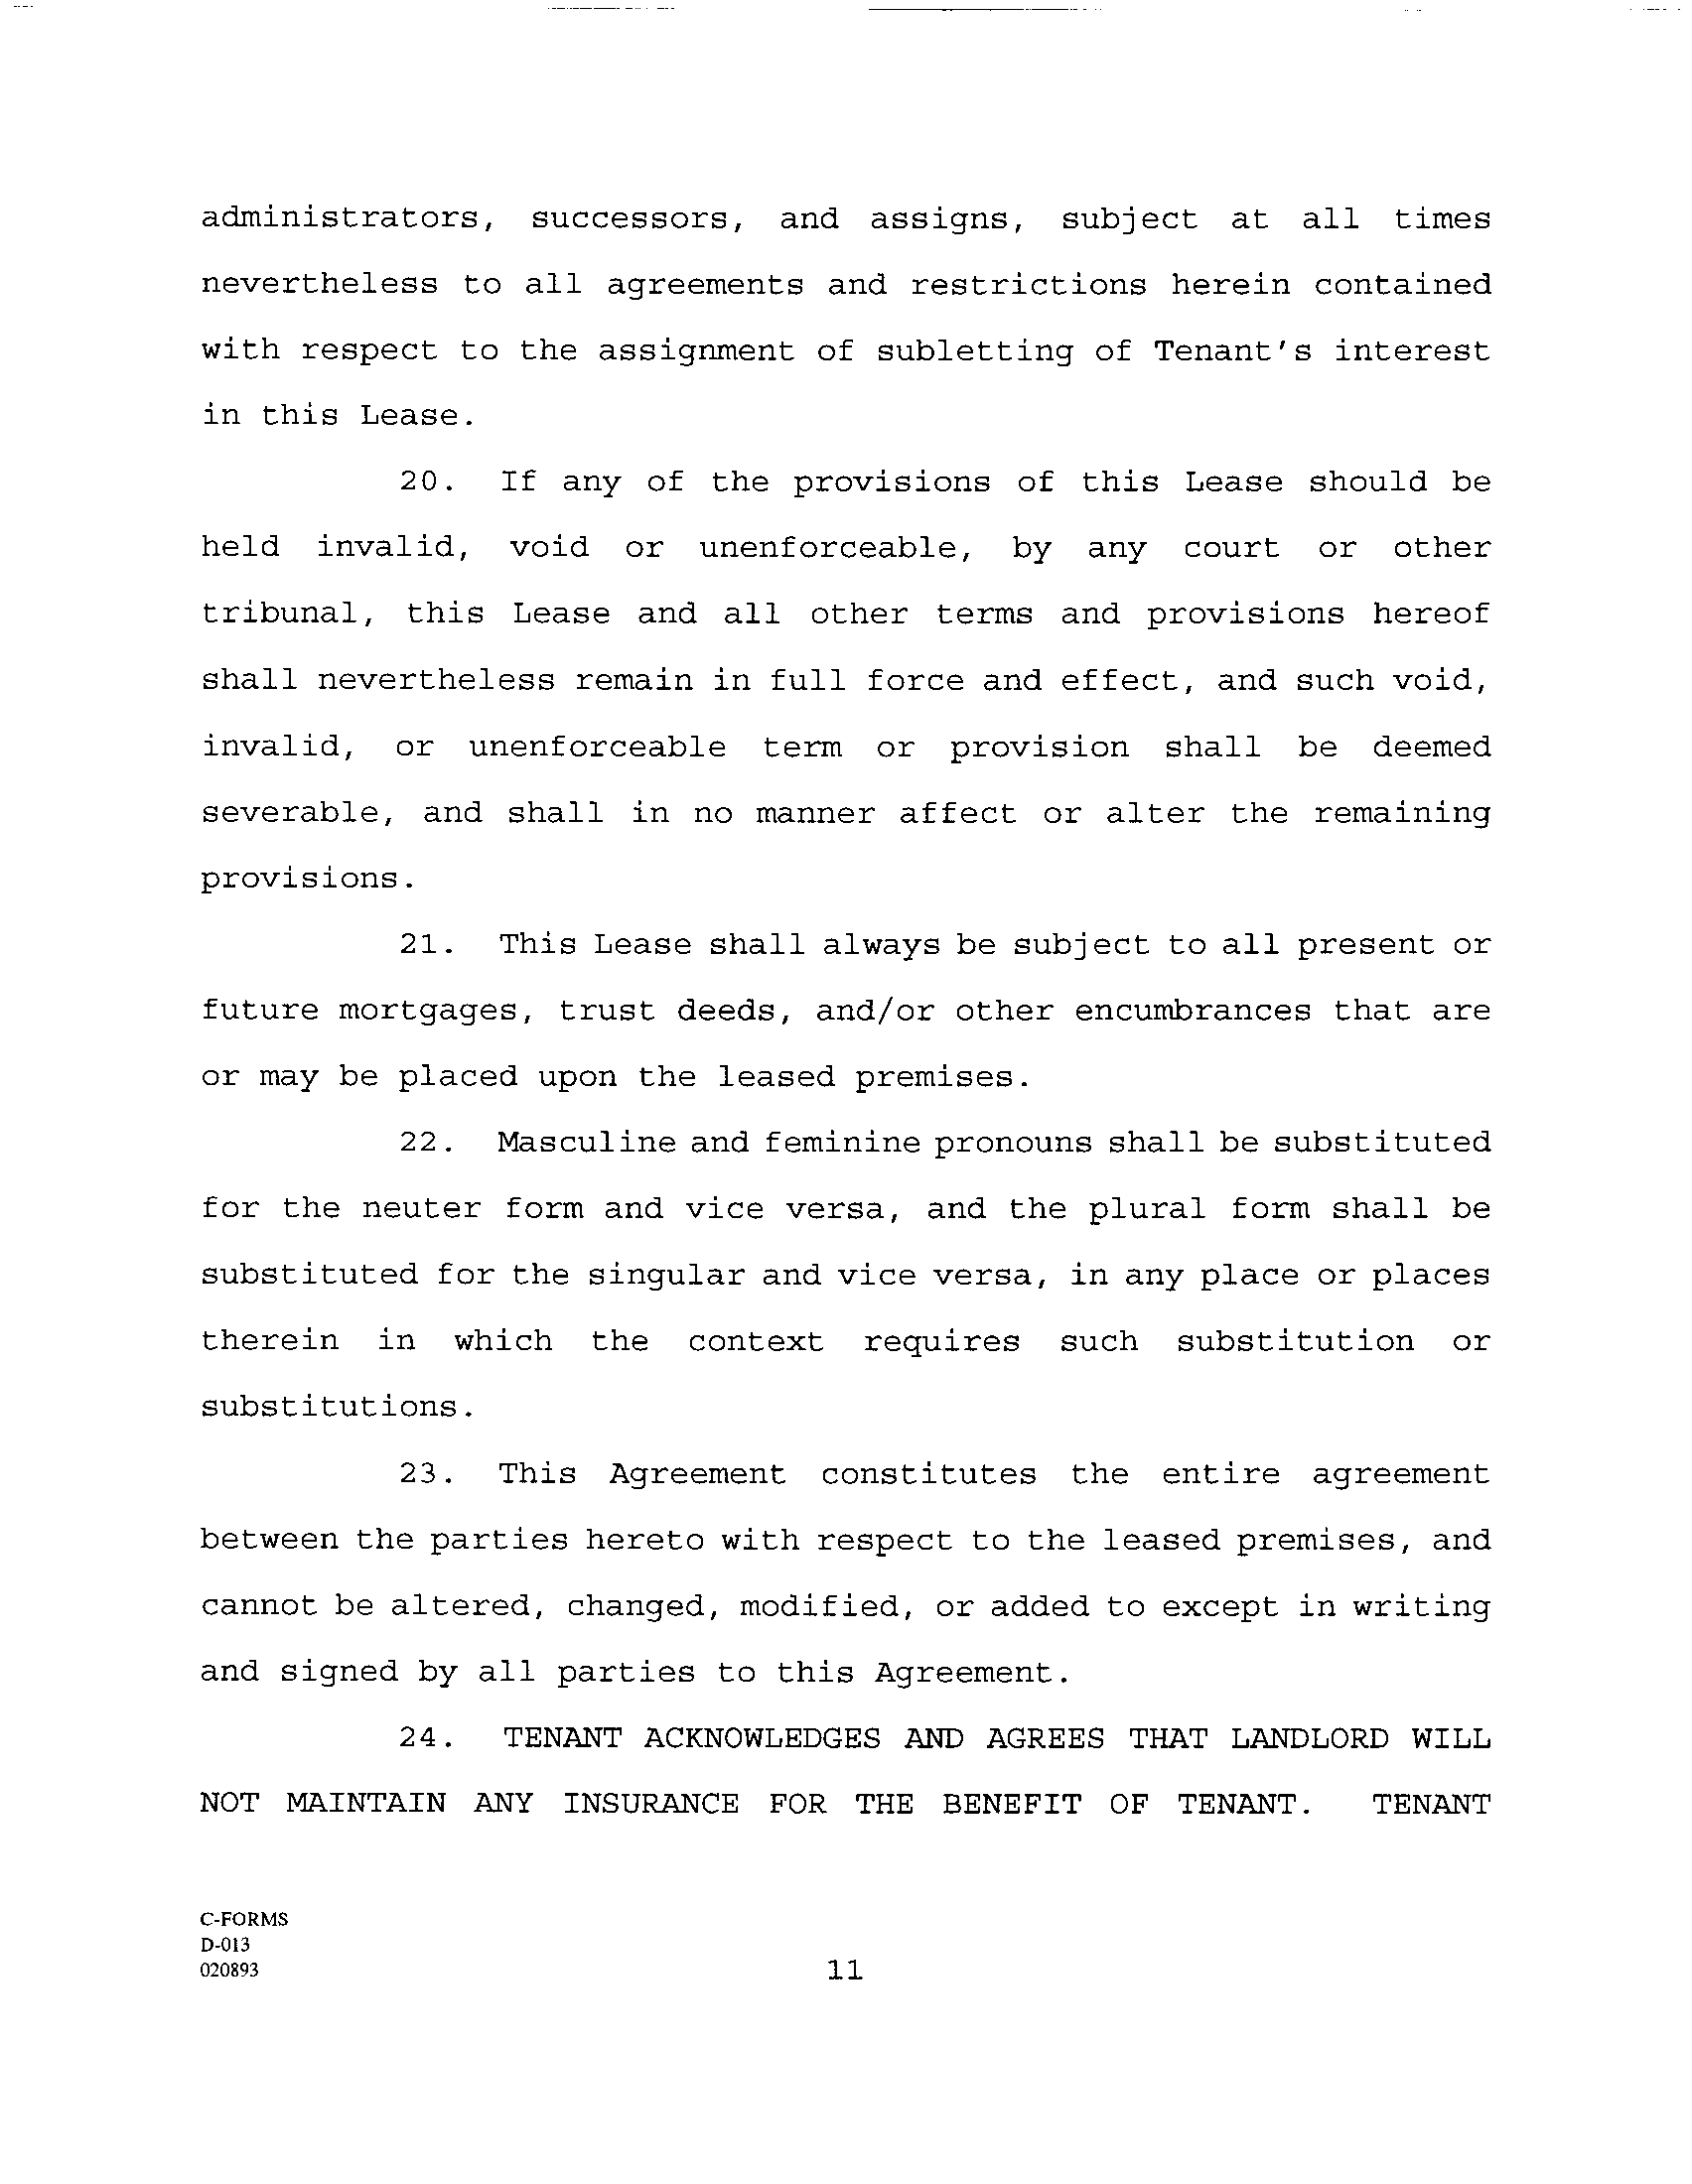 administrators, successors, and assigns, subject at all times
nevertheless to all agreements and restrictions herein contained
with respect to the assignment of subletting of Tenant's interest
in this Lease.
20. If any of the provisions of this Lease should be
held invalid, void or unenforceable, by any court or other
tribunal, this Lease and all other terms and provisions hereof
shall nevertheless remain in full force and effect, and such void,
invalid, or unenforceable term or provision shall be deemed
severable, and shall in no manner affect or alter the remaining
provisions.
21. This Lease shall always be subject to all present or
future mortgages, trust deeds, and/or other encumbrances that are
or may be placed upon the leased premises.
22. Masculine and feminine pronouns shall be substituted
for the neuter form and vice versa, and the plural form shall be
substituted for the singular and vice versa, in any place or places
therein in which the context requires such substitution or
substitutions.
23. This Agreement constitutes the entire agreement
between the parties hereto with respect to the leased premises, and
cannot be altered, changed, modified, or added to except in writing
and signed by all parties to this Agreement.
24. TENANT ACKNOWLEDGES AND AGREES THAT LANDLORD WILL
NOT MAINTAIN ANY INSURANCE FOR THE BENEFIT OF TENANT. TENANT
C-FORMS
D-013
020893
11